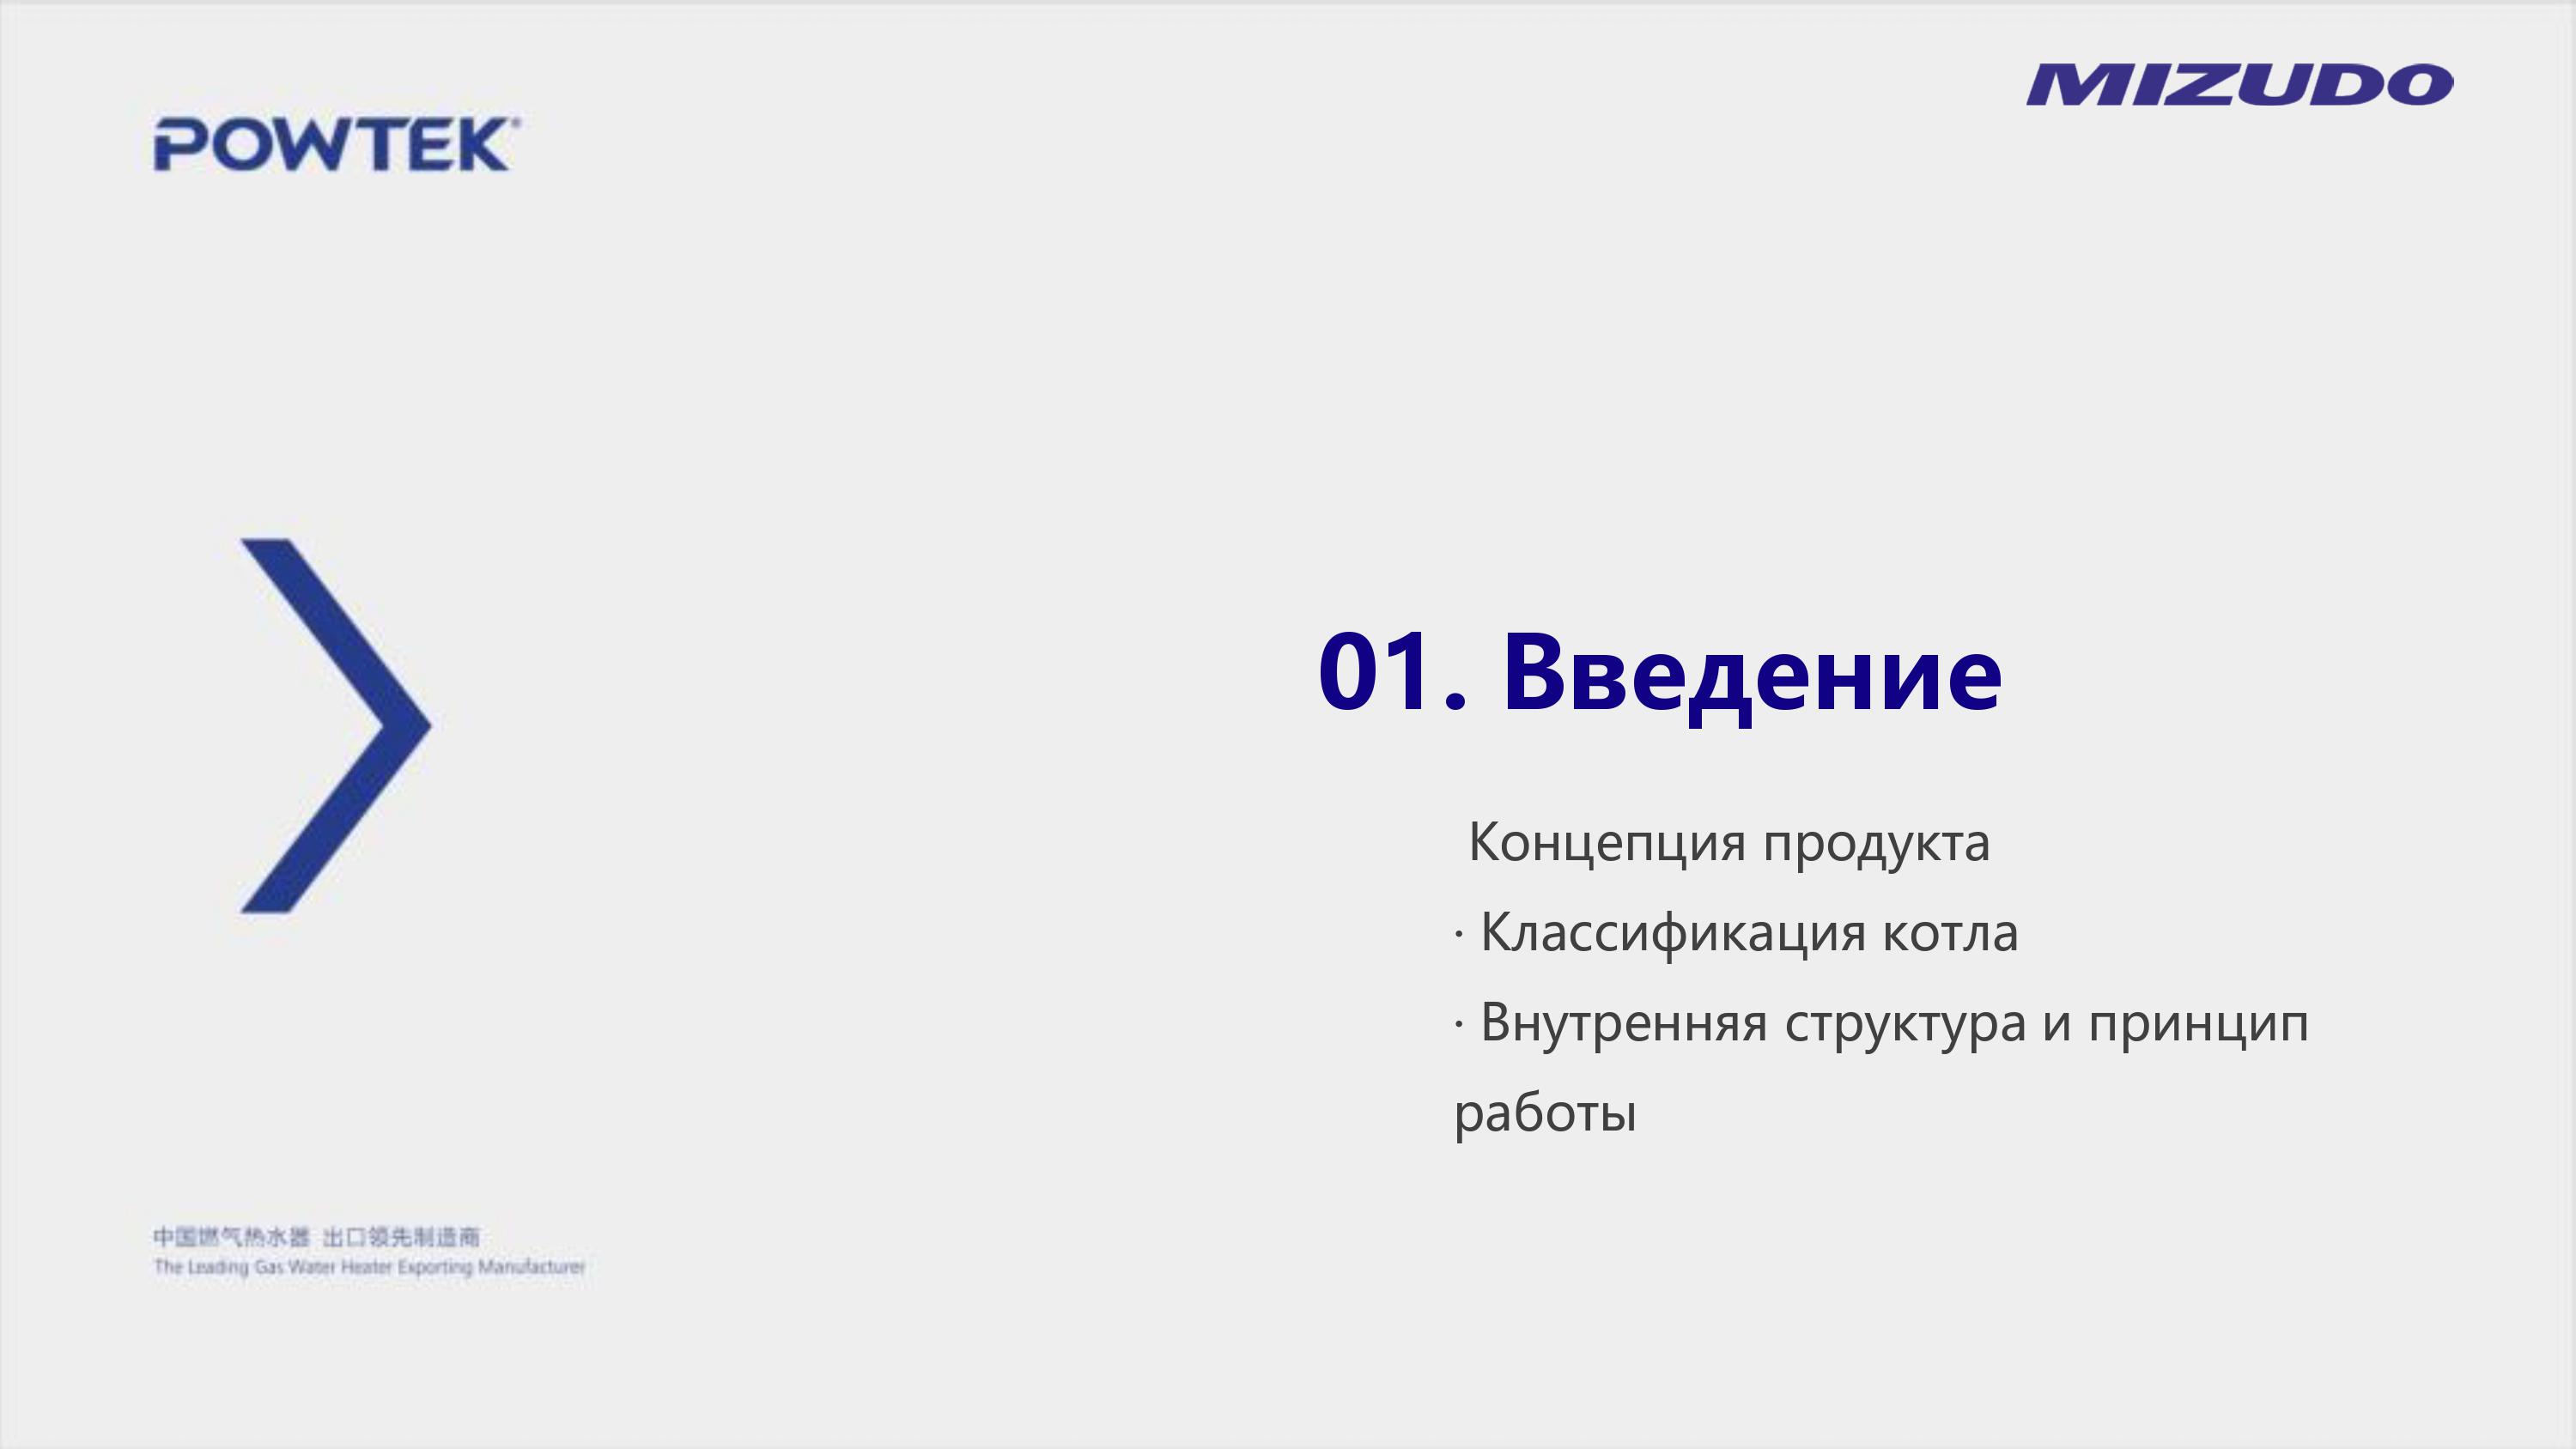 MIZUDO
POWTEK®
01. Введение
Концепция продукта
· Классификация котла
· Внутренняя структура и принцип
работы
中国燃气热水器 出口领先制造商
The Leading Gas Water Heater Exporting Manufacturer